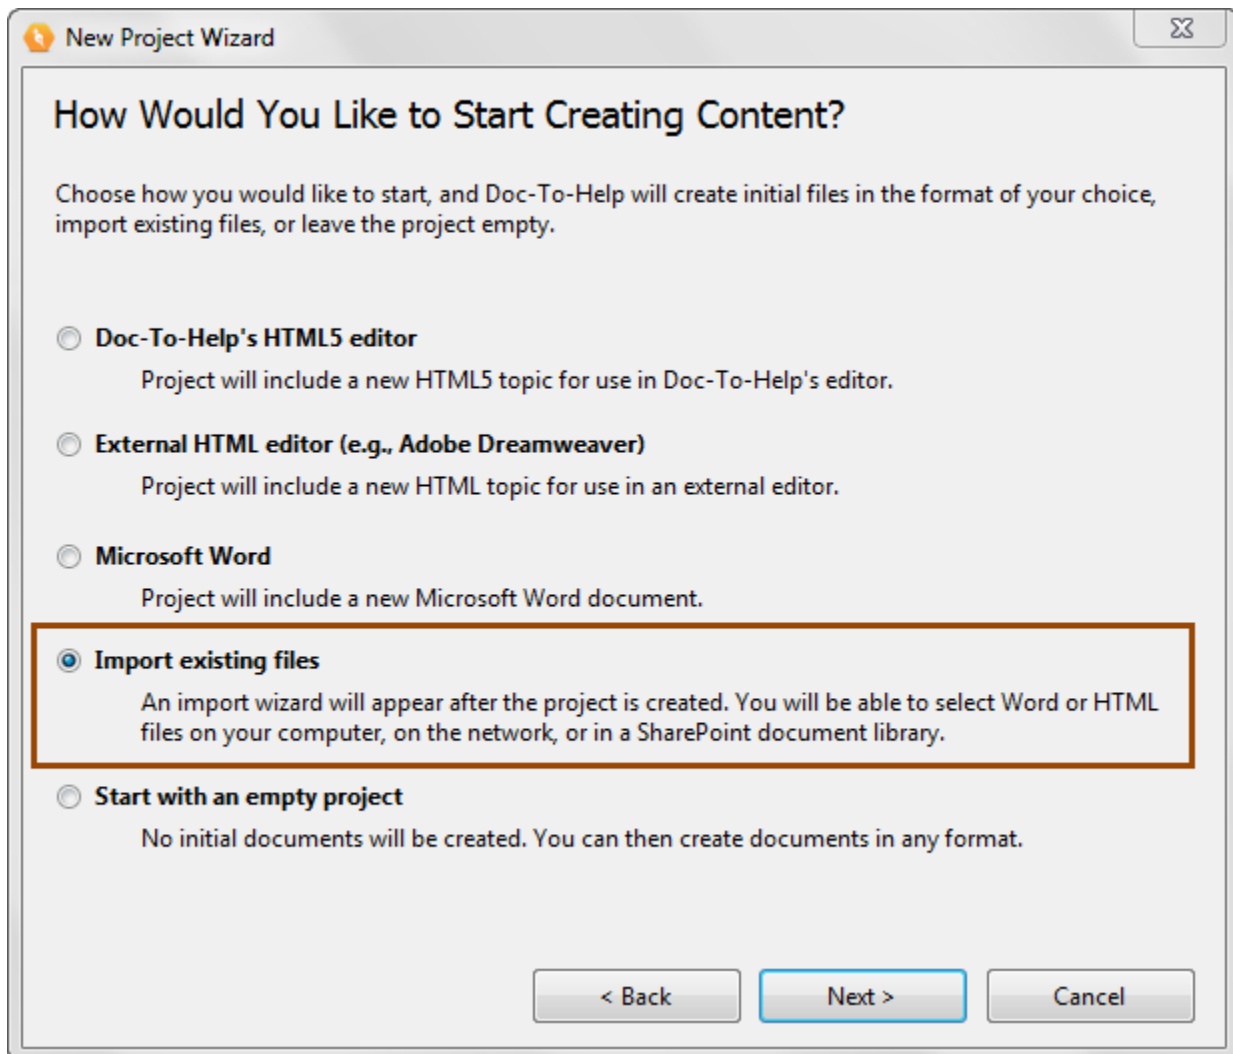 New Project Wizard
How Would You Like to Start Creating Content?
Choose how you would like to start, and Doc-To-Help will create initial files in the format of your choice,
import existing files, or leave the project empty.
Doc-To-Help's HTML5 editor
Project will include a new HTML5 topic for use in Doc-To-Help's editor.
External HTML editor (e.g., Adobe Dreamweaver)
Project will include a new HTML topic for use in an external editor.
Microsoft Word
Project will include a new Microsoft Word document.
Import existing files
An import wizard will appear after the project is created. You will be able to select Word or HTML
files on your computer, on the network, or in a SharePoint document library.
Start with an empty project
No initial documents will be created. You can then create documents in any format.
< Back Next > Cancel